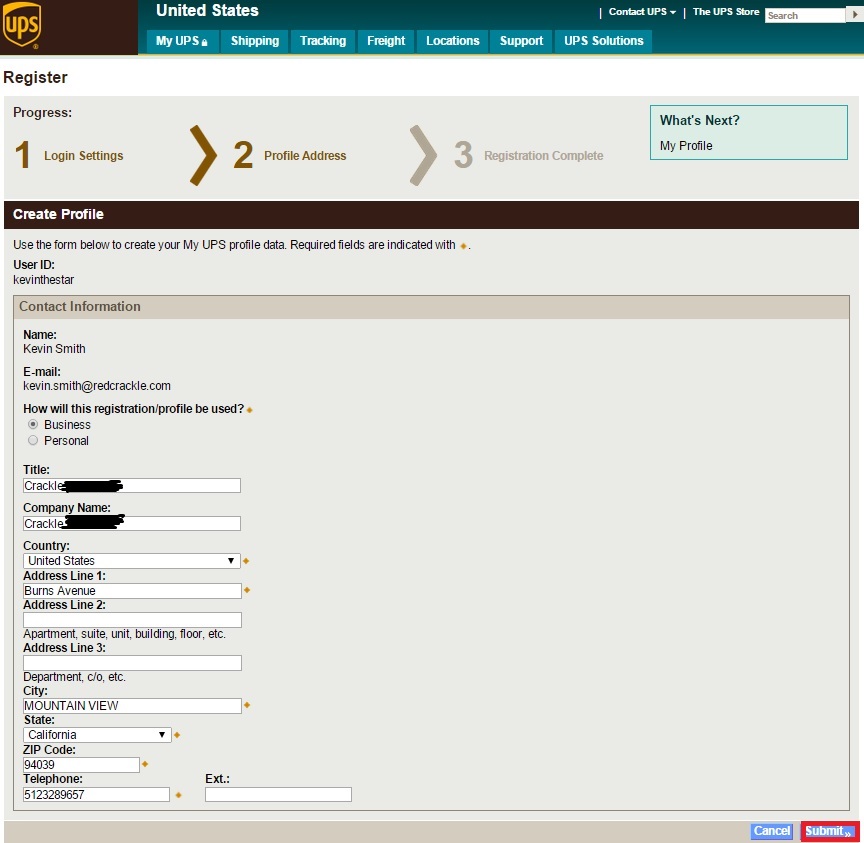 ups
United States
| Contact UPS | The UPS Store Search
My UPS Shipping Tracking Freight Locations Support UPS Solutions
Register
Progress:
1 Login Settings
2 Profile Address
3 Registration Complete
What's Next?
My Profile
Create Profile
Use the form below to create your My UPS profile data. Required fields are indicated with .
User ID:
kevinthestar
Contact Information
Name:
Kevin Smith
E-mail:
kevin.smith@redcrackle.com
How will this registration/profile be used?
Business
Personal
Title:
Crackle
Company Name:
Crackle
Country:
United States
Address Line 1:
Burns Avenue
Address Line 2:
Apartment, suite, unit, building, floor, etc.
Address Line 3:
Department, c/o, etc.
City:
MOUNTAIN VIEW
State:
California
ZIP Code:
94039
Telephone: Ext.:
5123289657
Cancel Submit »